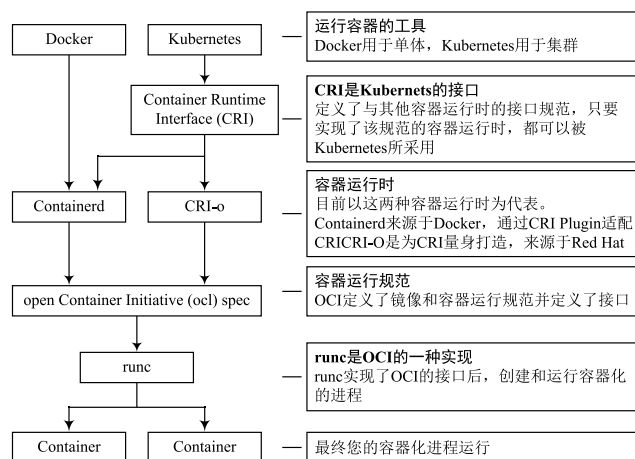 Docker
Kubernetes
运行容器的工具
Docker用于单体，Kubernetes用于集群
Container Runtime
Interface (CRI)
CRI是Kubernets的接口
定义了与其他容器运行时的接口规范，只要
实现了该规范的容器运行时，都可以被
Kubernetes所采用
Containerd
CRI-o
容器运行时
目前以这两种容器运行时为代表。
Containerd来源于Docker，通过CRI Plugin适配
CRICRI-O是为CRI量身打造，来源于Red Hat
open Container Initiative (ocl) spec
容器运行规范
OCI定义了镜像和容器运行规范并定义了接口
runc
runc是OCI的一种实现
runc实现了OCI的接口后，创建和运行容器化
的进程
Container
Container
最终您的容器化进程运行